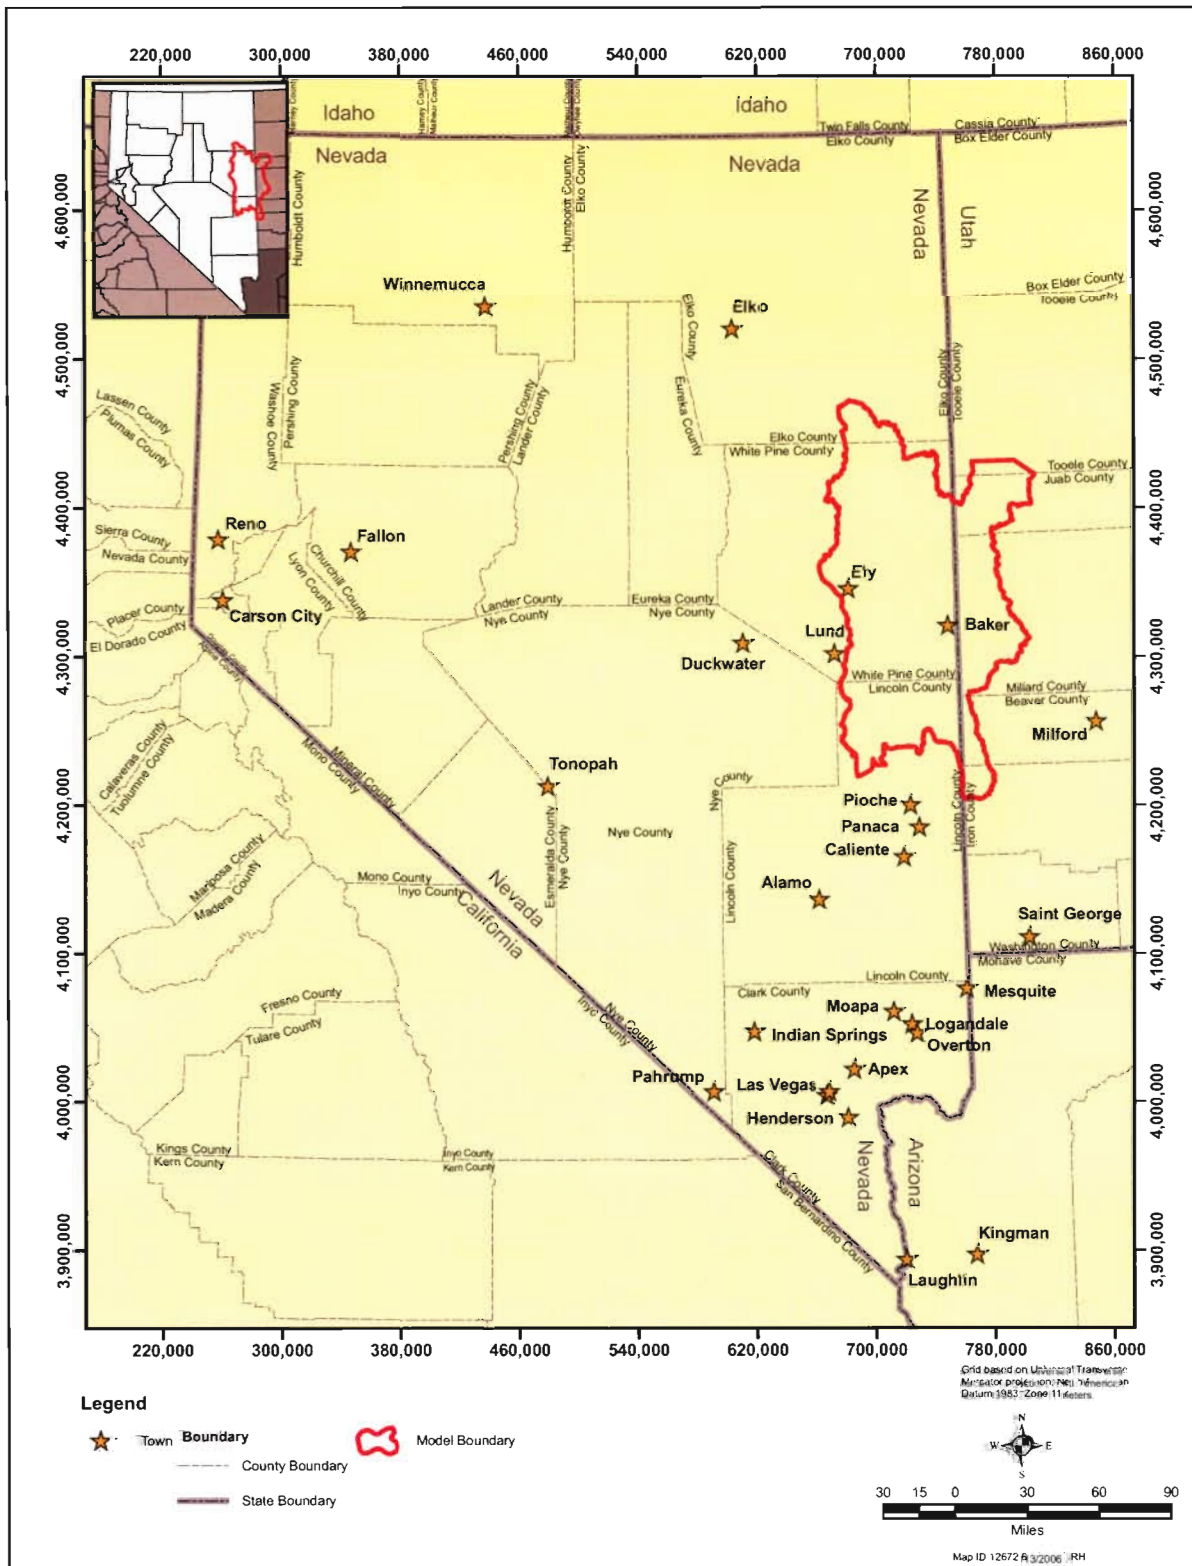 220,000 300,000 380,000 460,000 540,000 620,000 700,000 780,000 860,000
Idaho
Idaho
Harney County
Malheur County
Twin Falls County
Elko County
Cassia County
Box Elder County
Nevada
Nevada
Nevada
Utah
Humboldt County
Humboldt County
Elko County
4,600,000
4,600,000
Box Elder County
Tooele County
Winnemucca
Elko
Elko County
Eureka County
4,500,000
4,500,000
Elko County
Tooele County
Lassen County
Plumas County
Washoe County
Pershing County
Pershing County
Lander County
Elko County
White Pine County
Tooele County
Juab County
4,400,000
4,400,000
Reno
Fallon
Sierra County
Nevada County
Churchill County
Lyon County
Ely
Placer County
El Dorado County
Carson City
Lander County
Nye County
Eureka County
Nye County
Lund
Baker
Duckwater
4,300,000
4,300,000
White Pine County
Lincoln County
Millard County
Beaver County
Milford
Calaveras County
Tuolumne County
Mineral County
Mono County
Tonopah
Nye County
Pioche
4,200,000
4,200,000
Panaca
Nye County
Lincoln County
Iron County
Esmeralda County
Nye County
Caliente
Mariposa County
Madera County
Mono County
Inyo County
Nevada
California
Lincoln County
Alamo
Saint George
Washington County
Mohave County
4,100,000
4,100,000
Lincoln County
Clark County
Mesquite
Fresno County
Tulare County
Nye County
Inyo County
Moapa
Logandale
Indian Springs
Overton
Apex
Pahrump
Las Vegas
4,000,000
4,000,000
Henderson
Kings County
Kern County
Inyo County
Kern County
Clark County
San Bernardino County
Nevada
Arizona
Kingman
3,900,000
3,900,000
Laughlin
220,000 300,000 380,000 460,000 540,000 620,000 700,000 780,000 860,000
Grid based on Universal Transverse
Datum 1983, Zone 11
Legend
Town
Boundary
Model Boundary
County Boundary
State Boundary
N
W E
S
30 15 0 30 60 90
Miles
Map ID 12672
RH